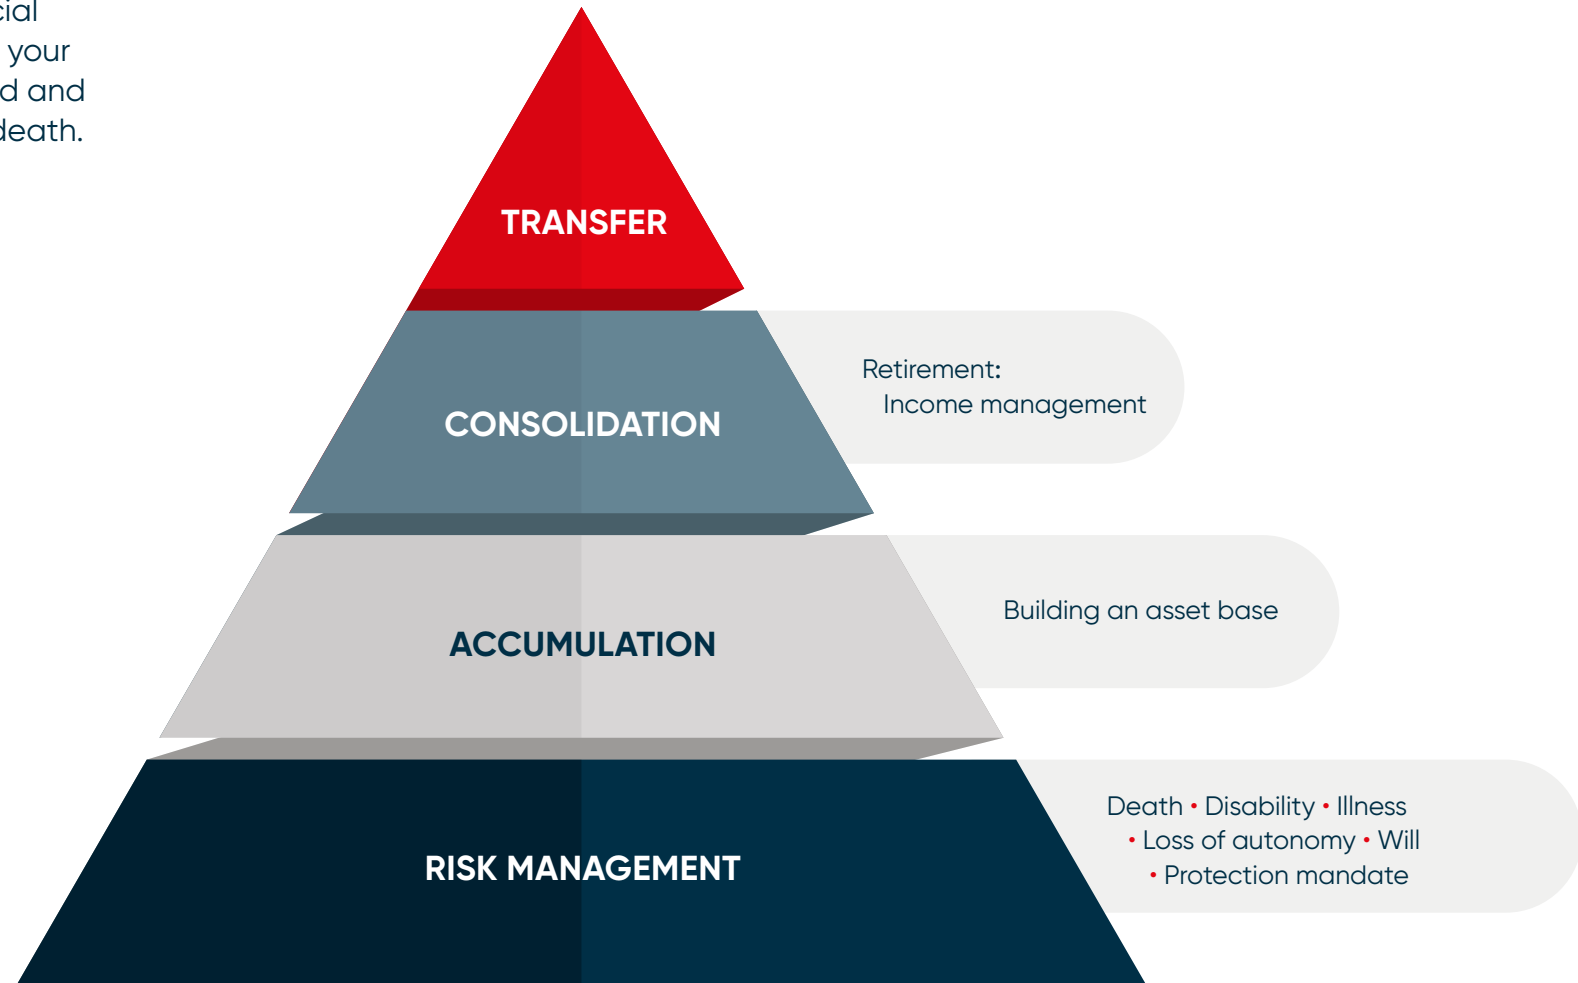 cial
your
d and
death.
TRANSFER
Retirement:
Income management
CONSOLIDATION
Building an asset base
ACCUMULATION
Death • Disability • Illness
• Loss of autonomy • Will
• Protection mandate
RISK MANAGEMENT